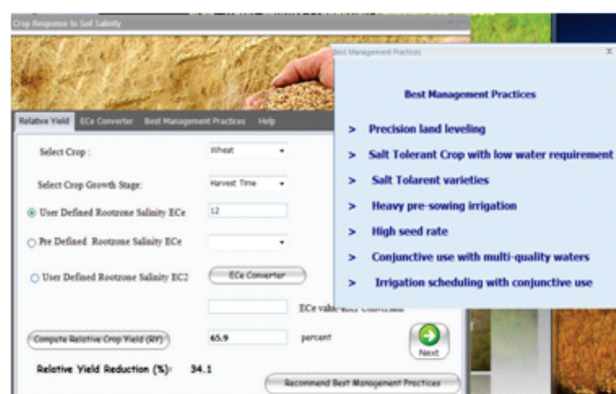 Crop Response to Soil Salinity
Relative Yield
ECe Converter
Best Management Practices
Help
Select Crop :
Wheat
Select Crop Growth Stage:
Harvest Time
User Defined Rootzone Salinity ECe
12
Pre Defined Rootzone Salinity ECe
User Defined Rootzone Salinity EC2
ECe Converter
ECe
Compute Relative Crop Yield (RY)
65.9
percent
Next
Relative Yield Reduction (%):
34.1
Recommend Best Management Practices
Best Management Practices
X
Best Management Practices
> Precision land leveling
> Salt Tolerant Crop with low water requirement
> Salt Tolarent varieties
> Heavy pre-sowing irrigation
> High seed rate
> Conjunctive use with multi-quality waters
> Irrigation scheduling with conjunctive use